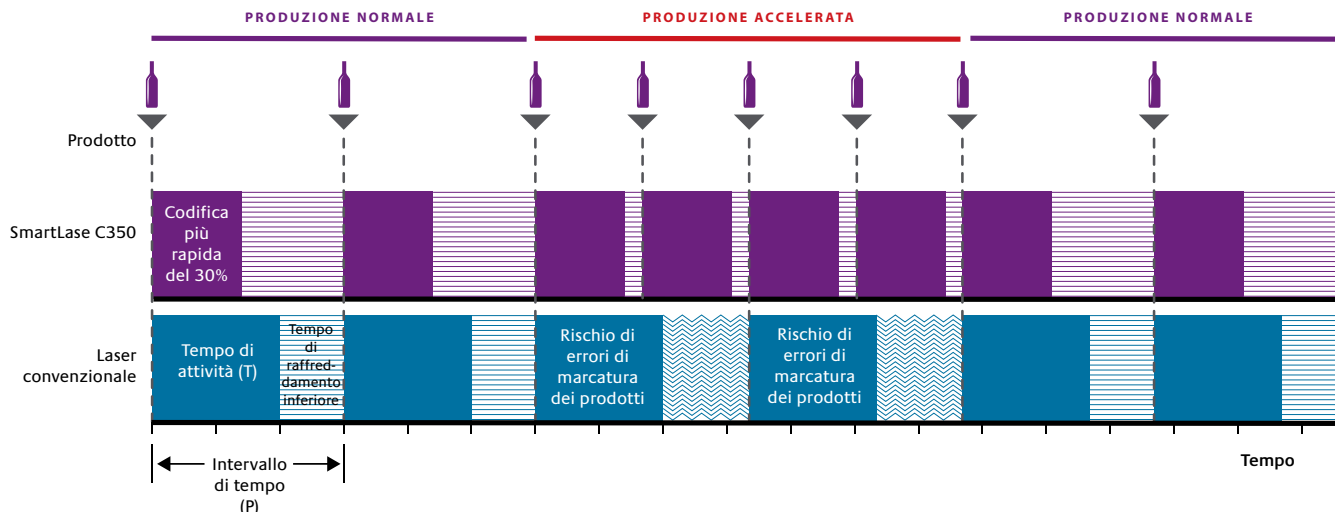 PRODUZIONE NORMALE
PRODUZIONE ACCELERATA
PRODUZIONE NORMALE
Prodotto
SmartLase C350
Codifica
più
rapida
del 30%
Laser
convenzionale
Tempo di
attività (T)
Tempo
di
raffred-
damento
inferiore
Rischio di
errori di
marcatura
dei prodotti
Rischio di
errori di
marcatura
dei prodotti
Intervallo
di tempo
(P)
Tempo